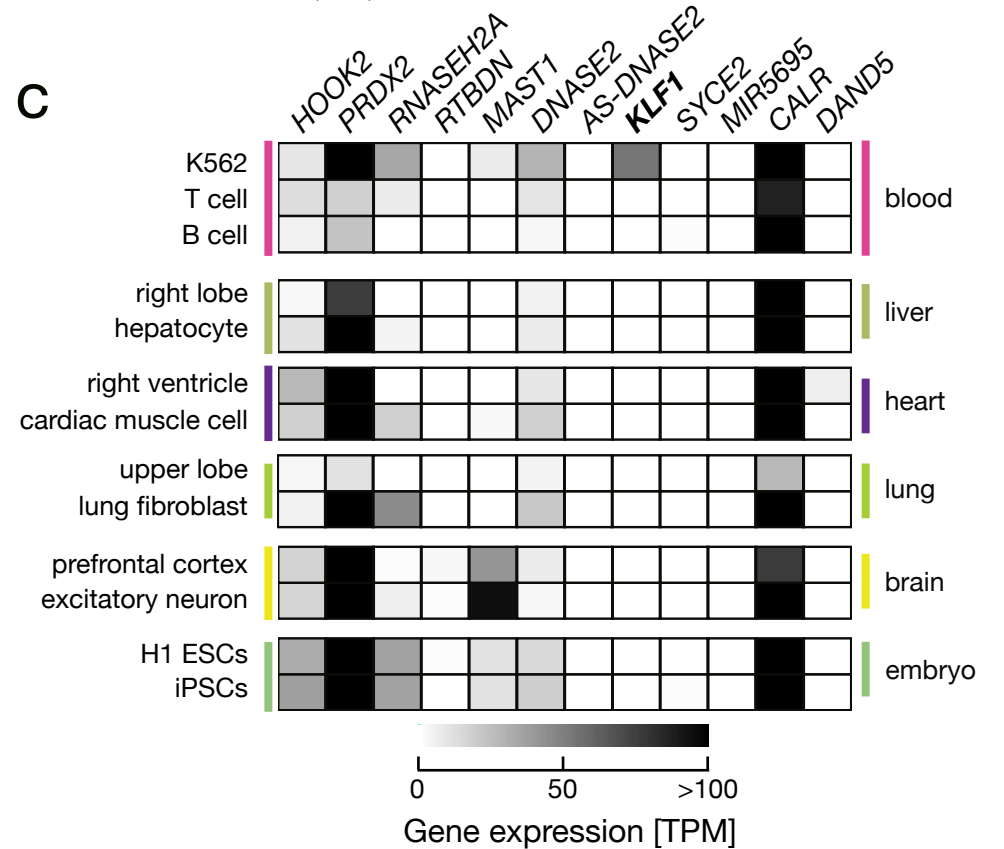 C
HOOK2
PRDX2
RNASEH2A
RTBDN
MAST1
DNASE2
AS-DNASE2
KLF1
SYCE2
MIR5695
CALR
DAND5
K562
T cell
B cell
blood
right lobe
hepatocyte
liver
right ventricle
cardiac muscle cell
heart
upper lobe
lung fibroblast
lung
prefrontal cortex
excitatory neuron
brain
H1 ESCs
iPSCs
embryo
0 50 >100
Gene expression [TPM]